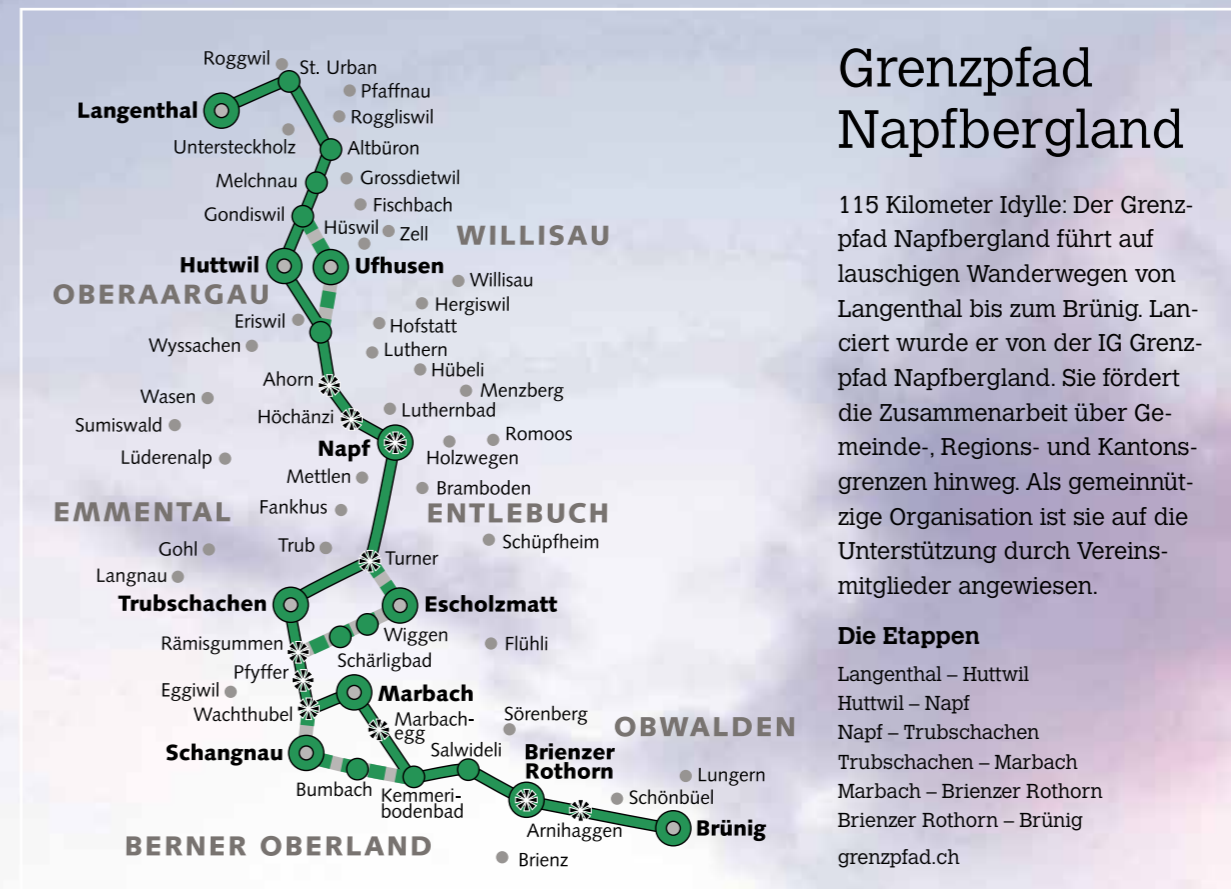 Grenzpfad
Napfbergland
115 Kilometer Idylle: Der Grenz-
pfad Napfbergland führt auf
lauschigen Wanderwegen von
Langenthal bis zum Brünig. Lan-
ciert wurde er von der IG Grenz-
pfad Napfbergland. Sie fördert
die Zusammenarbeit über Ge-
meinde-, Regions- und Kantons-
grenzen hinweg. Als gemeinnüt-
zige Organisation ist sie auf die
Unterstützung durch Vereins-
mitglieder angewiesen.
Die Etappen
Langenthal – Huttwil
Huttwil – Napf
Napf – Trubschachen
Trubschachen – Marbach
Marbach – Brienzer Rothorn
Brienzer Rothorn – Brünig
grenzpfad.ch
Roggwil
St. Urban
Pfaffnau
Langenthal
Roggliswil
Untersteckholz
Altbüron
Melchnau
Grossdietwil
Fischbach
Gondiswil
Hüswil
Zell
WILLISAU
Huttwil
Ufhusen
Willisau
OBERAARGAU
Hergiswil
Eriswil
Hofstatt
Wyssachen
Luthern
Hübeli
Ahorn
Menzberg
Wasen
Höchänzi
Luthernbad
Sumiswald
Napf
Romoos
Lüderenalp
Holzwegen
Mettlen
Bramboden
Fankhus
EMMENTAL
ENTLEBUCH
Gohl
Trub
Schüpfheim
Turner
Langnau
Trubschachen
Escholzmatt
Wiggen
Rämisgummen
Flühli
Schärligbad
Pfyffer
Eggiwil
Marbach
Wachthubel
Marbach-
egg
Sörenberg
OBWALDEN
Schangnau
Salwideli
Brienzer
Rothorn
Lungern
Bumbach
Kemmeri-
bodenbad
Schönbüel
Arnihaggen
Brünig
BERNER OBERLAND
Brienz